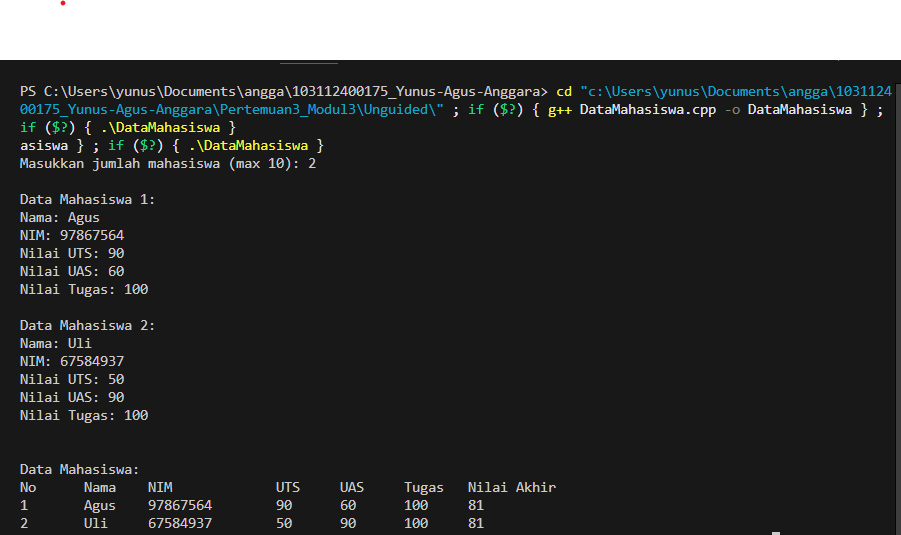 PS C:\Users\yunus\Documents\angga\103112400175_Yunus-Agus-Anggara> cd "c:\Users\yunus\Documents\angga\1031124
00175_Yunus-Agus-Anggara\Pertemuan3_Modul3\Unguided\" ; if ($?) { g++ DataMahasiswa.cpp -o DataMahasiswa } ;
if ($?) { .\DataMahasiswa }
asiswa } ; if ($?) { .\DataMahasiswa }
Masukkan jumlah mahasiswa (max 10): 2
Data Mahasiswa 1:
Nama: Agus
NIM: 97867564
Nilai UTS: 90
Nilai UAS: 60
Nilai Tugas: 100
Data Mahasiswa 2:
Nama: Uli
NIM: 67584937
Nilai UTS: 50
Nilai UAS: 90
Nilai Tugas: 100
Data Mahasiswa:
No Nama NIM UTS UAS Tugas Nilai Akhir
1 Agus 97867564 90 60 100 81
2 Uli 67584937 50 90 100 81